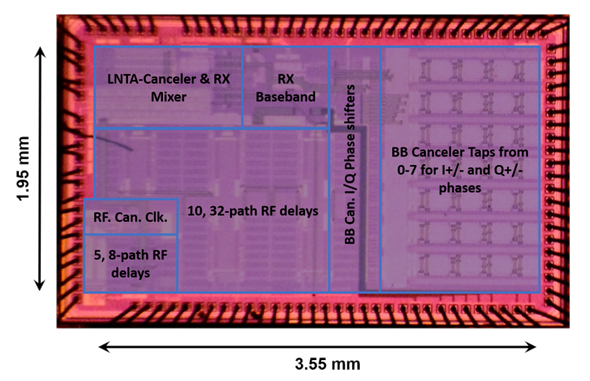 LNTA-Canceler & RX
Mixer
RX
Baseband
BB Can. I/Q Phase shifters
BB Canceler Taps from
0-7 for I+/- and Q+/-
phases
1.95 mm
RF. Can. Clk.
10, 32-path RF delays
5, 8-path RF
delays
3.55 mm